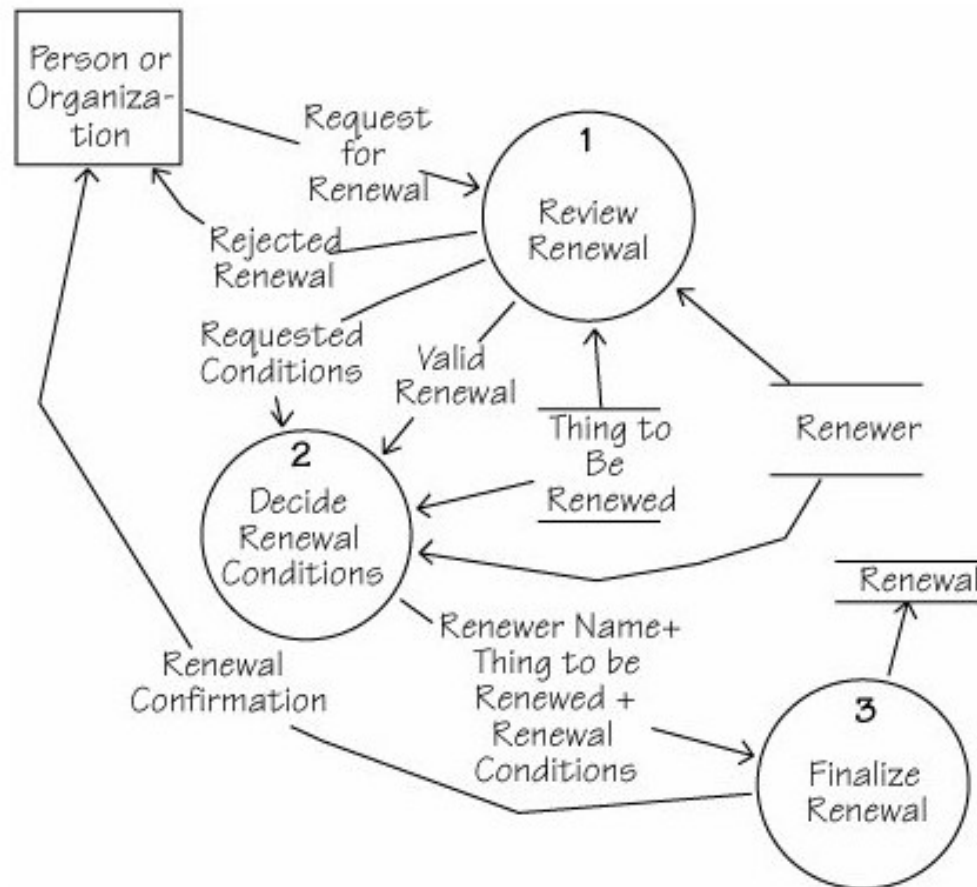 Person or
Organiza-
tion
Request
for
Renewal
1
Review
Renewal
Rejected
Renewal
Requested
Conditions
Valid
Renewal
Thing to
Be
Renewed
Renewer
2
Decide
Renewal
Conditions
Renewal
Renewer Name+
Thing to be
Renewed +
Renewal
Conditions
Renewal
Confirmation
3
Finalize
Renewal